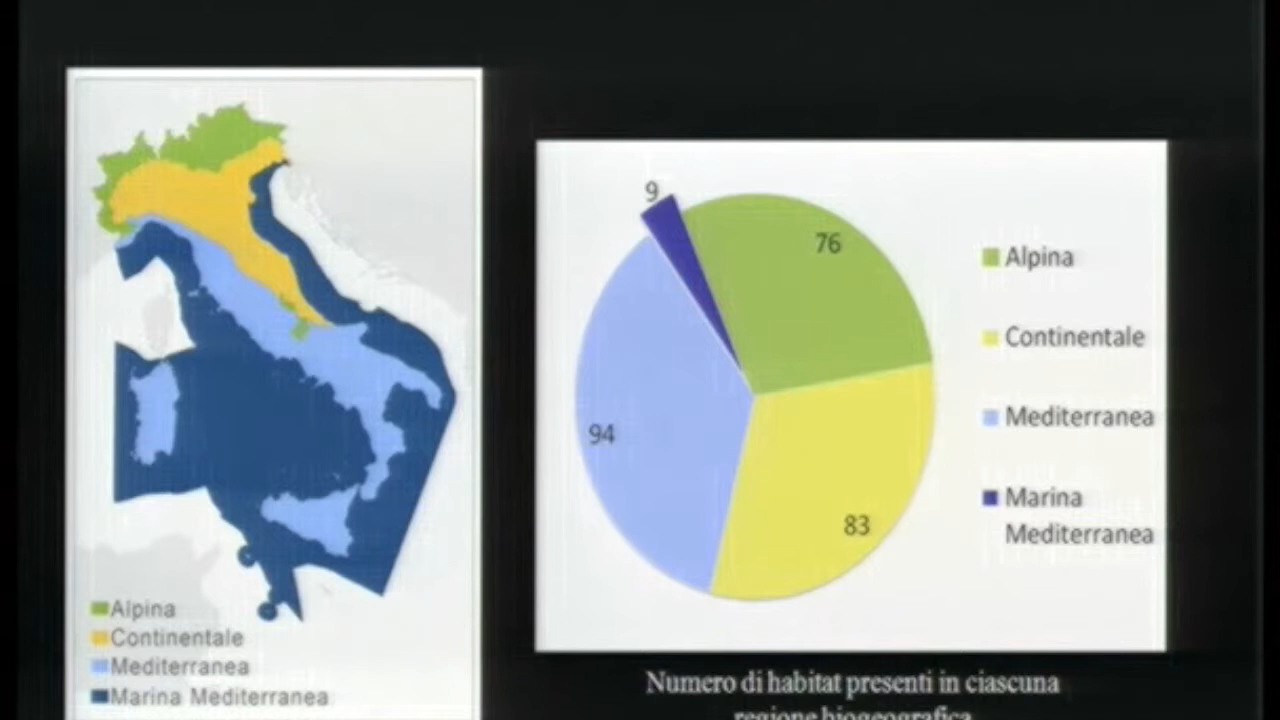 Alpina
Continentale
Mediterranea
Marina Mediterranea
9
76
94
83
Alpina
Continentale
Mediterranea
Marina
Mediterranea
Numero di habitat presenti in ciascuna
regione biogeografica